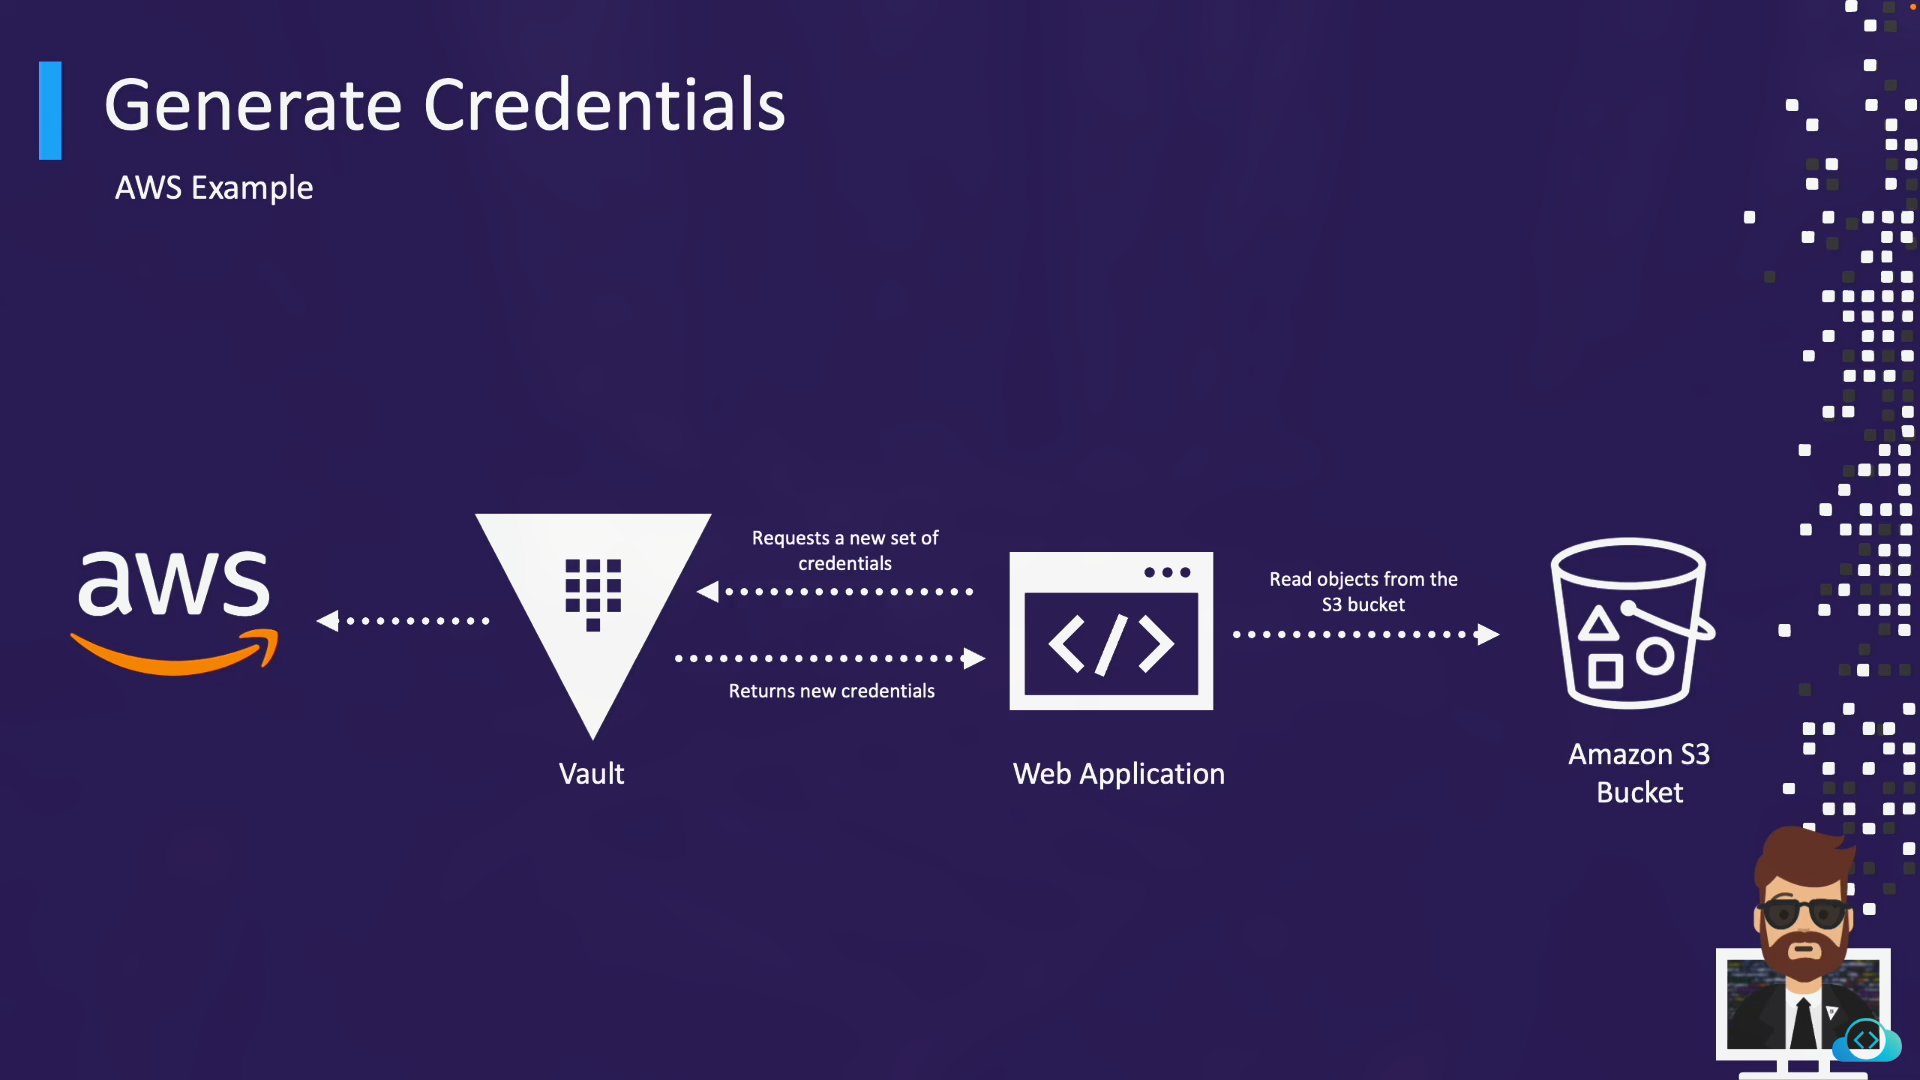 Generate Credentials
AWS Example
aws
Requests a new set of
credentials
Returns new credentials
Read objects from the
S3 bucket
Vault
Web Application
Amazon S3
Bucket